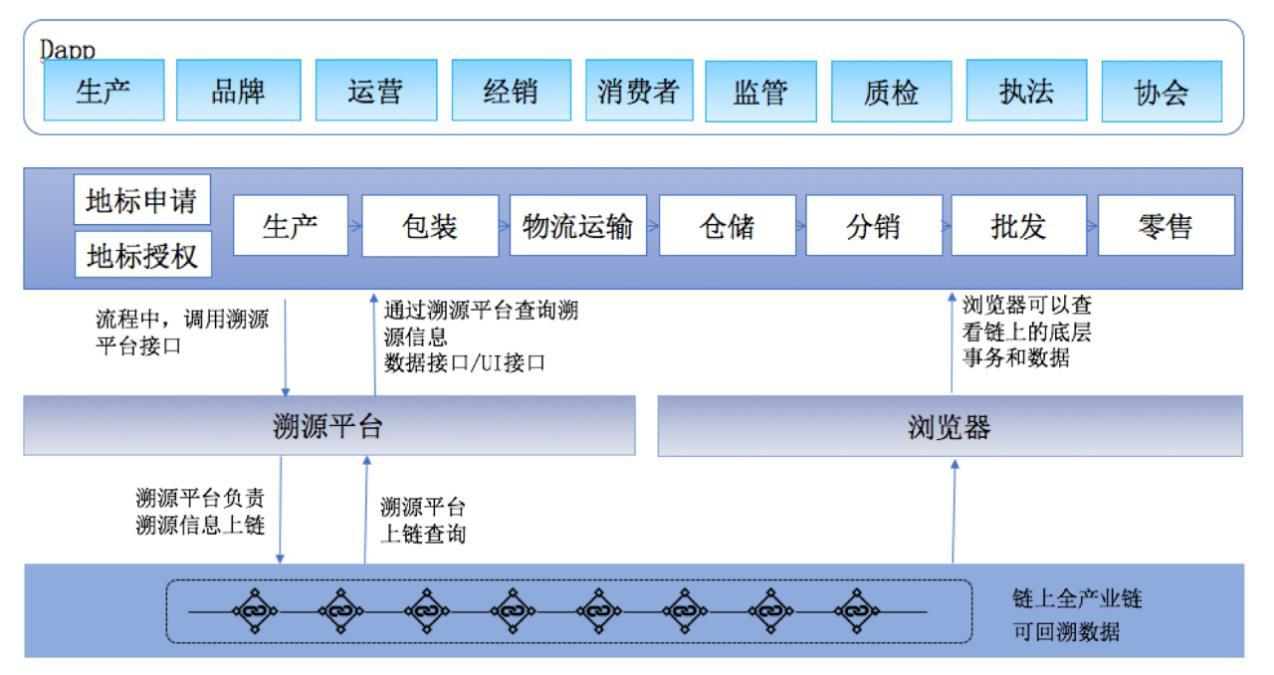 Dapp
生产 品牌 运营 经销 消费者 监管 质检 执法 协会
地标申请
地标授权
生产 包装 物流运输 仓储 分销 批发 零售
流程中，调用溯源
平台接口
通过溯源平台查询溯
源信息
数据接口/UI接口
浏览器可以查
看链上的底层
事务和数据
溯源平台
浏览器
溯源平台负责
溯源信息上链
溯源平台
上链查询
链上全产业链
可回溯数据